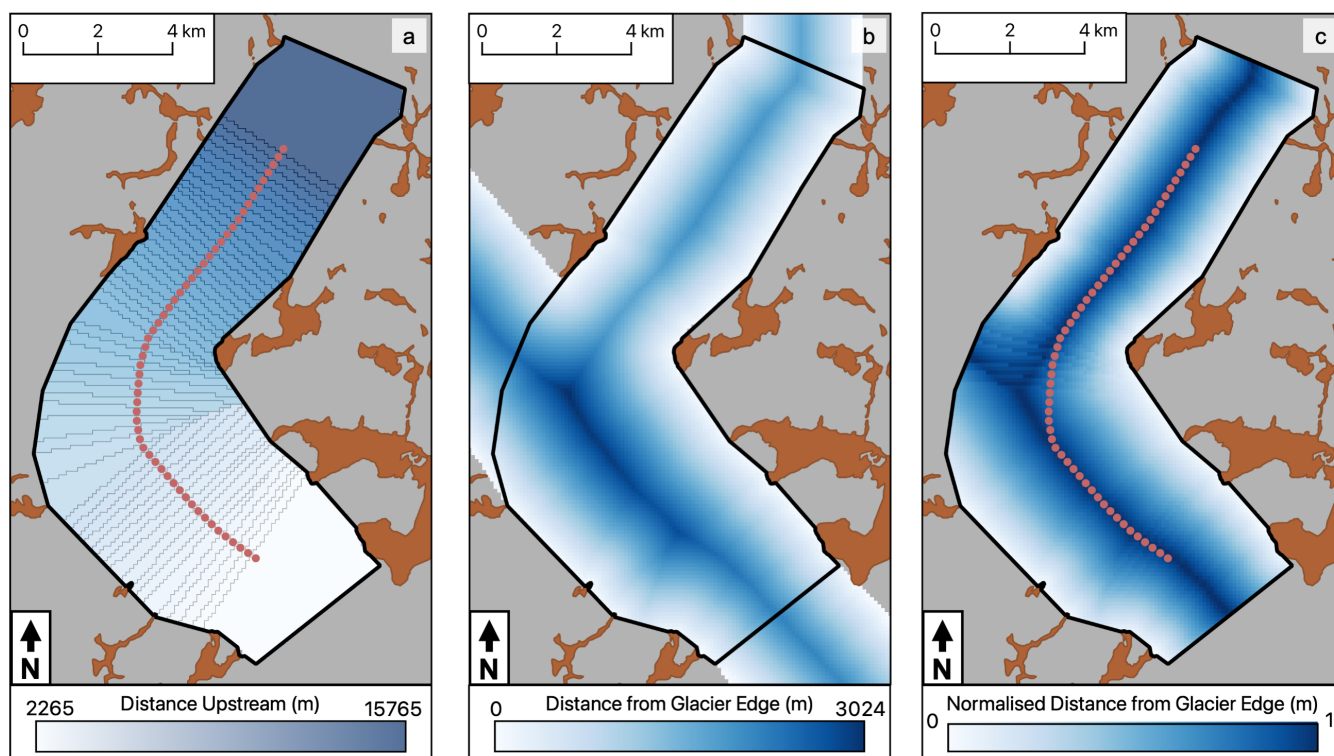 a
0 2 4 km
N
Distance Upstream (m)
2265 15765
b
0 2 4 km
N
Distance from Glacier Edge (m)
0 3024
c
0 2 4 km
N
Normalised Distance from Glacier Edge (m)
0 1